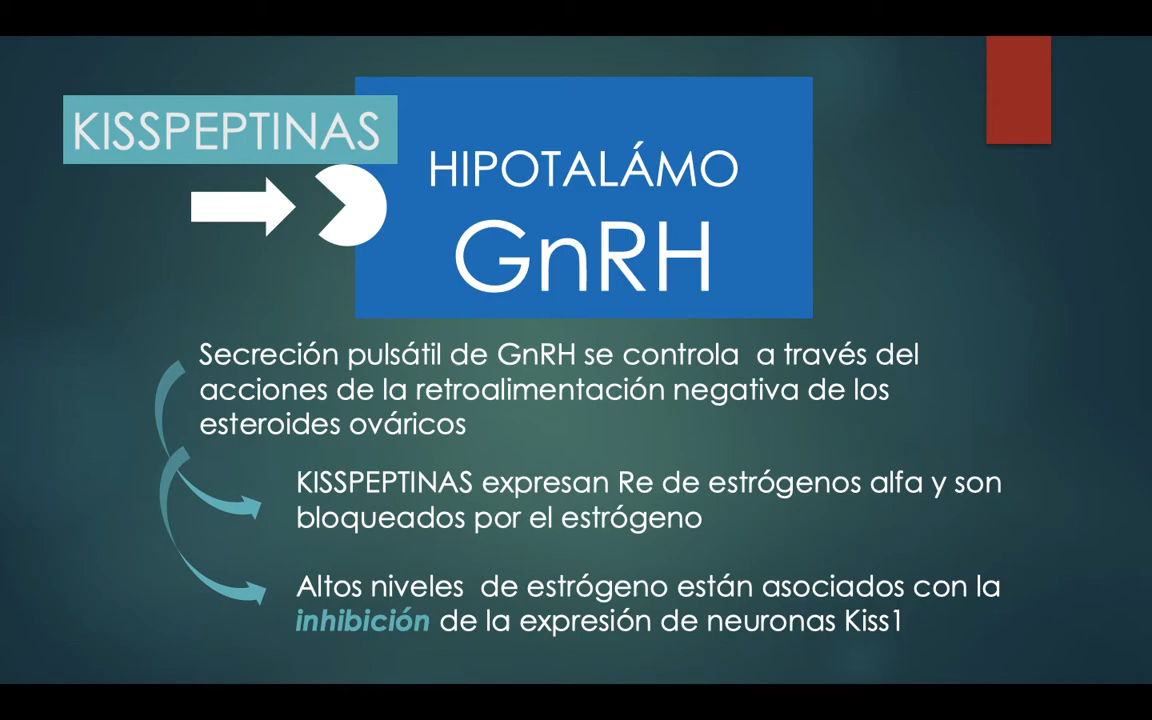 KISSPEPTINAS
HIPOTALÁMO
GnRH
Secreción pulsátil de GnRH se controla  a través del
acciones de la retroalimentación negativa de los
esteroides ováricos
KISSPEPTINAS expresan Re de estrógenos alfa y son
bloqueados por el estrógeno
Altos niveles  de estrógeno están asociados con la
inhibición de la expresión de neuronas Kiss1